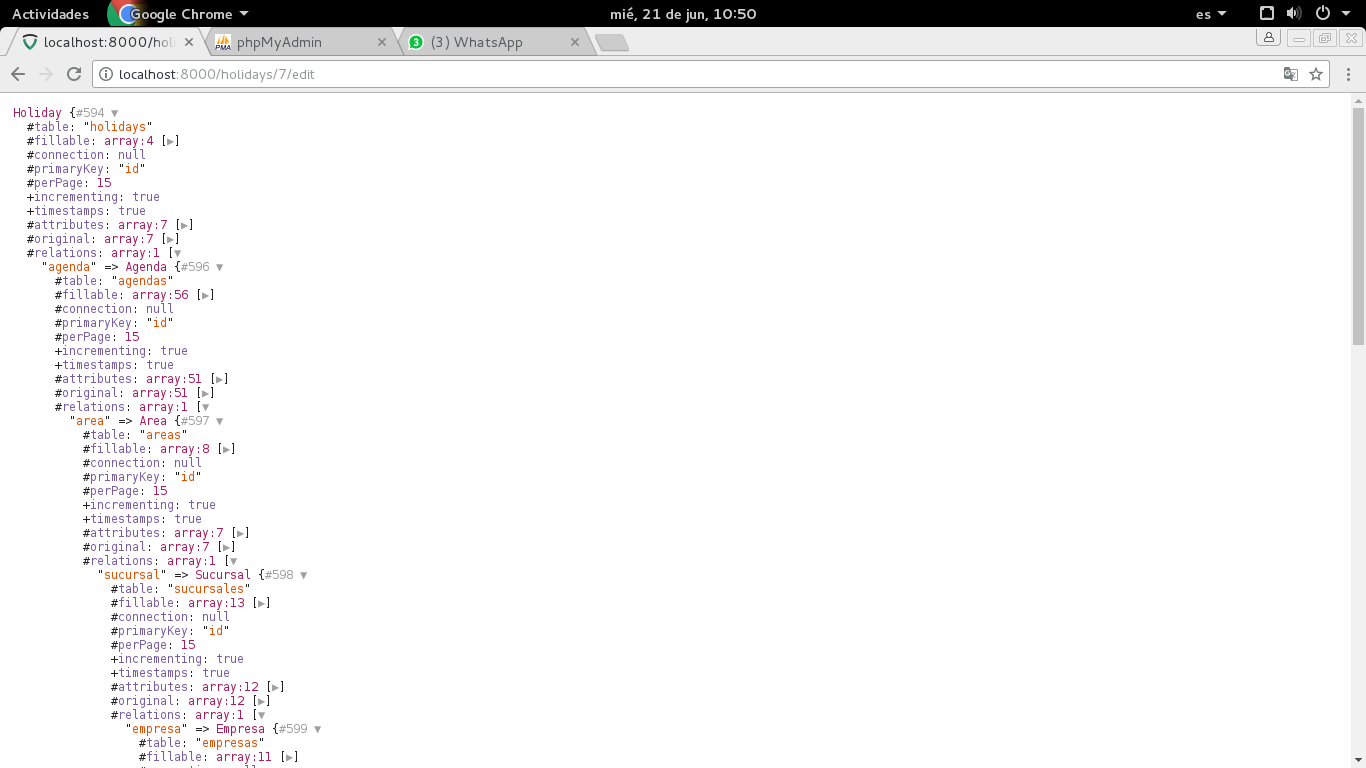 Actividades Google Chrome mié, 21 de jun, 10:50 es
localhost:8000/holi phpMyAdmin (3) WhatsApp
localhost:8000/holidays/7/edit
Holiday {#594 ▼
#table: "holidays"
#fillable: array:4 [▶]
#connection: null
#primaryKey: "id"
#perPage: 15
+incrementing: true
+timestamps: true
#attributes: array:7 [▶]
#original: array:7 [▶]
#relations: array:1 [▼
"agenda" => Agenda {#596 ▼
#table: "agendas"
#fillable: array:56 [▶]
#connection: null
#primaryKey: "id"
#perPage: 15
+incrementing: true
+timestamps: true
#attributes: array:51 [▶]
#original: array:51 [▶]
#relations: array:1 [▼
"area" => Area {#597 ▼
#table: "areas"
#fillable: array:8 [▶]
#connection: null
#primaryKey: "id"
#perPage: 15
+incrementing: true
+timestamps: true
#attributes: array:7 [▶]
#original: array:7 [▶]
#relations: array:1 [▼
"sucursal" => Sucursal {#598 ▼
#table: "sucursales"
#fillable: array:13 [▶]
#connection: null
#primaryKey: "id"
#perPage: 15
+incrementing: true
+timestamps: true
#attributes: array:12 [▶]
#original: array:12 [▶]
#relations: array:1 [▼
"empresa" => Empresa {#599 ▼
#table: "empresas"
#fillable: array:11 [▶]